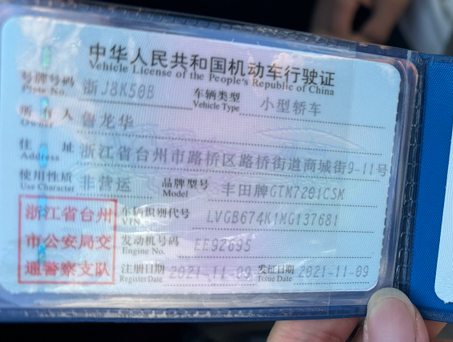 中华人民共和国机动车行驶证
Vehicle License of the People's Republic of China
号牌号码 浙J8K50B 车辆类型 小型轿车
Plate No. Vehicle Type
所有人 鲁龙华
Owner
住址 浙江省台州市路桥区路桥街道商城街9-11号
Address
使用性质 非营运 品牌型号 丰田牌GTM7201CSM
Use Character Model
浙江省台州 车辆识别代号 LVGB674K1MG137681
VIN
市公安局交 发动机号码 EE92695
Engine No.
通警察支队 注册日期 2021-11-09 发证日期 2021-11-09
Register Date Issue Date